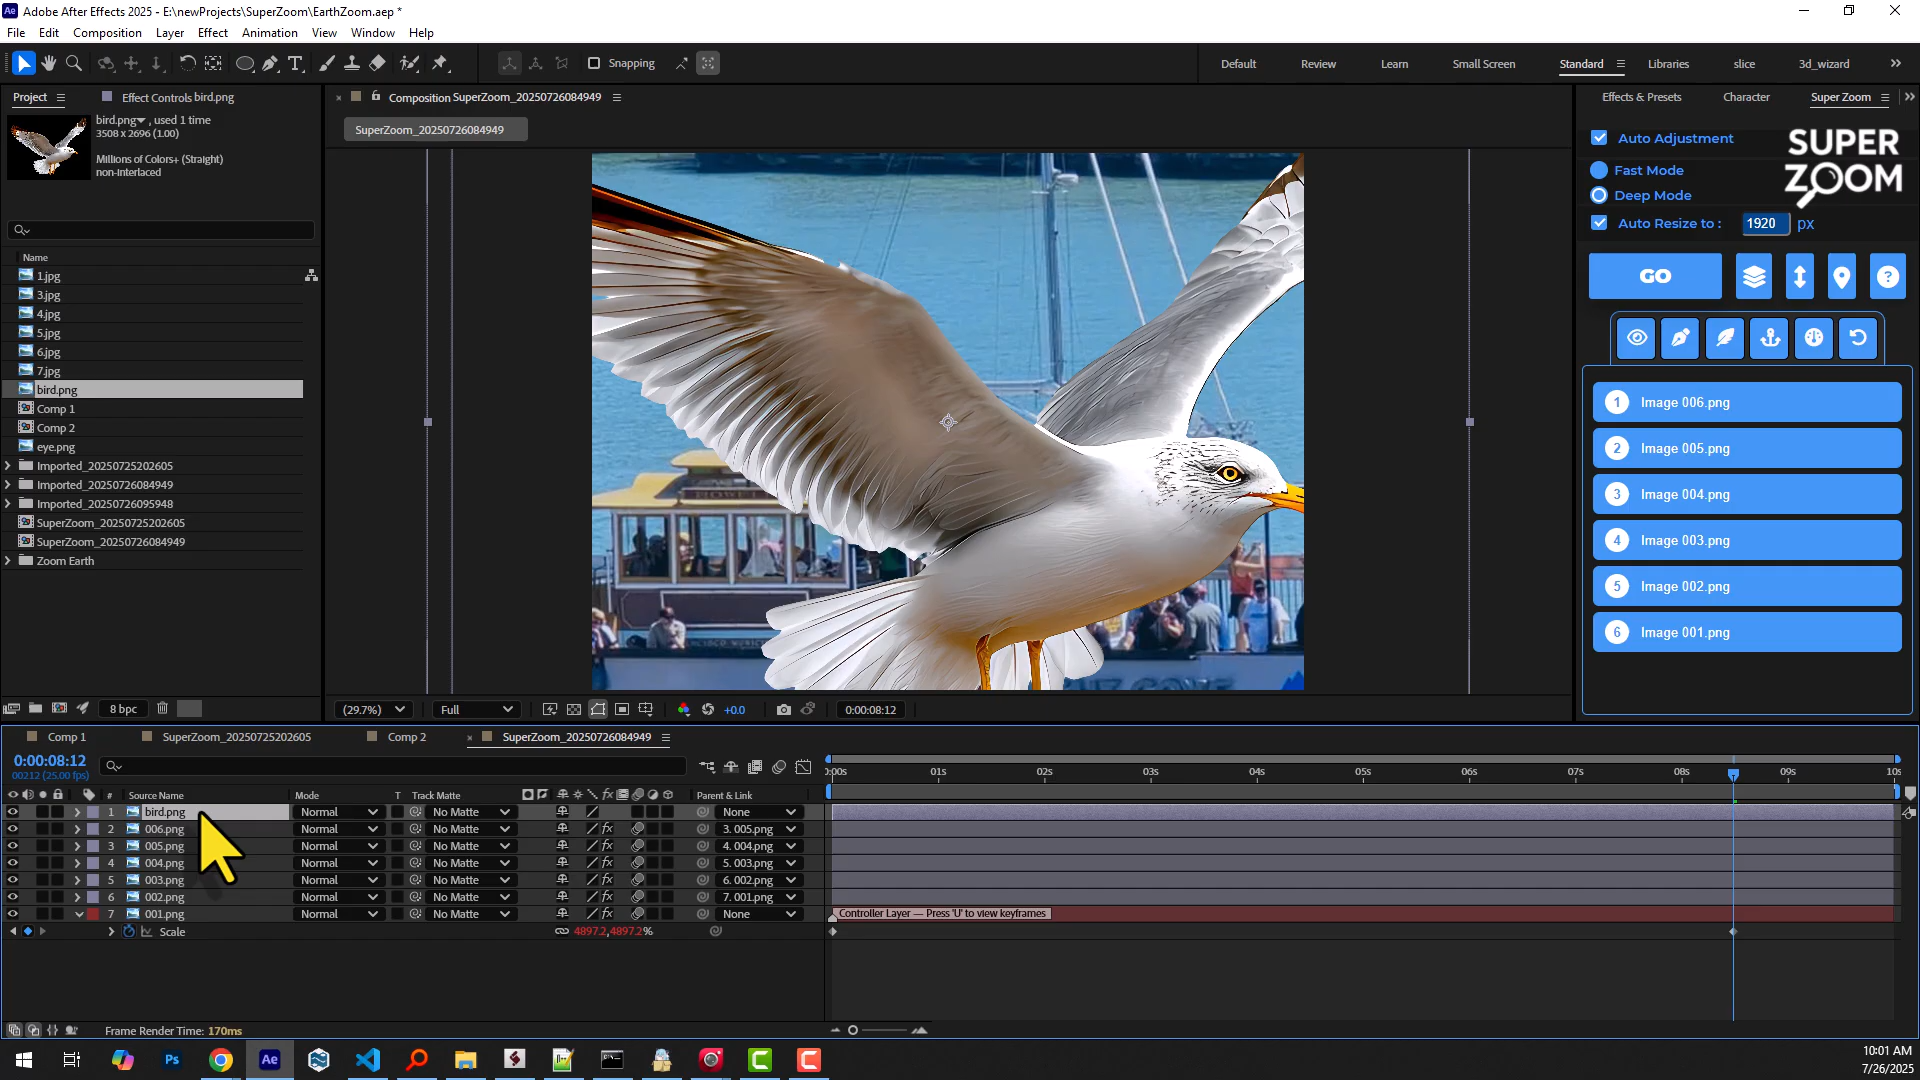 Adobe After Effects 2025 - E:\newProjects\SuperZoom\EarthZoom.aep *
File Edit Composition Layer Effect Animation View Window Help
Snapping
Default Review Learn Small Screen Standard Libraries slice 3d_wizard
Project
Effect Controls bird.png
bird.png , used 1 time
3508 x 2696 (1.00)
Millions of Colors+ (Straight)
non-interlaced
Name
1.jpg
3.jpg
4.jpg
5.jpg
6.jpg
7.jpg
bird.png
Comp 1
Comp 2
eye.png
Imported_20250725202605
Imported_20250726084949
Imported_20250726095948
SuperZoom_20250725202605
SuperZoom_20250726084949
Zoom Earth
8 bpc
Composition SuperZoom_20250726084949
SuperZoom_20250726084949
(29.7%) Full +0.0 0:00:08:12
Effects & Presets Character Super Zoom
Auto Adjustment
Fast Mode
Deep Mode
Auto Resize to : 1920 px
SUPER
ZOOM
GO
?
1 Image 006.png
2 Image 005.png
3 Image 004.png
4 Image 003.png
5 Image 002.png
6 Image 001.png
Comp 1 SuperZoom_20250725202605 Comp 2 SuperZoom_20250726084949
0:00:08:12
00212 (25.00 fps)
:00s 01s 02s 03s 04s 05s 06s 07s 08s 09s 10s
# Source Name Mode T Track Matte fx Parent & Link
1 bird.png Normal No Matte None
2 006.png Normal No Matte fx 3. 005.png
3 005.png Normal No Matte fx 4. 004.png
4 004.png Normal No Matte fx 5. 003.png
5 003.png Normal No Matte fx 6. 002.png
6 002.png Normal No Matte fx 7. 001.png
7 001.png Normal No Matte fx None
Controller Layer — Press 'U' to view keyframes
Scale 4897.2,4897.2%
Frame Render Time: 170ms
Ps Ae
10:01 AM
7/26/2025